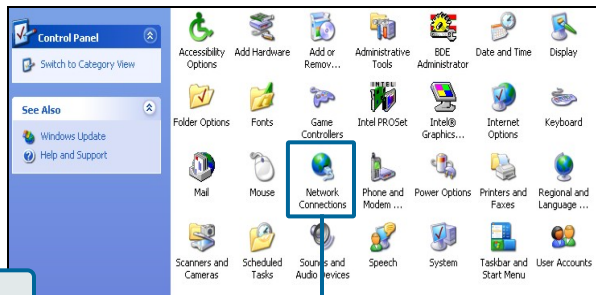 Control Panel
Switch to Category View
See Also
Windows Update
Help and Support
Accessibility Options
Add Hardware
Add or Remov...
Administrative Tools
BDE Administrator
Date and Time
Display
Folder Options
Fonts
Game Controllers
Intel PROSet
Intel® Graphics...
Internet Options
Keyboard
Mail
Mouse
Network Connections
Phone and Modem ...
Power Options
Printers and Faxes
Regional and Language ...
Scanners and Cameras
Scheduled Tasks
Sounds and Audio Devices
Speech
System
Taskbar and Start Menu
User Accounts